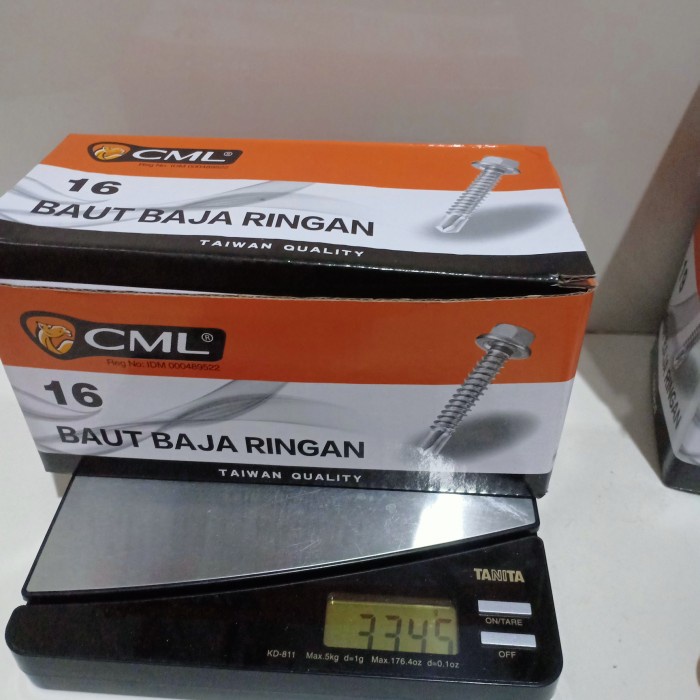 CML®
16
BAUT BAJA RINGAN
TAIWAN QUALITY
CML®
Reg No: IDM 000489522
16
BAUT BAJA RINGAN
TAIWAN QUALITY
TANITA
3345
ON/TARE
OFF
KD-811 Max.5kg d=1g Max.176.4oz d=0.1oz
RINGAN